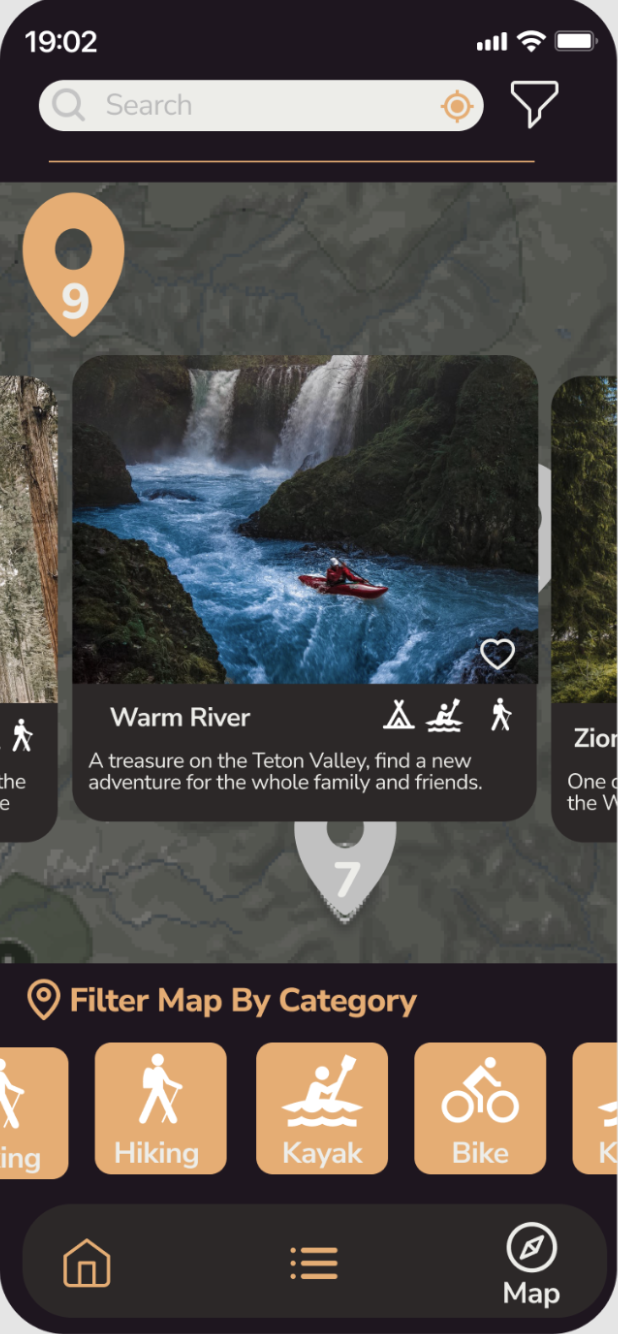 19:02
Search
9
Warm River
A treasure on the Teton Valley, find a new
adventure for the whole family and friends.
the
e
Zion
One o
the W
7
Filter Map By Category
ing
Hiking
Kayak
Bike
K
Map